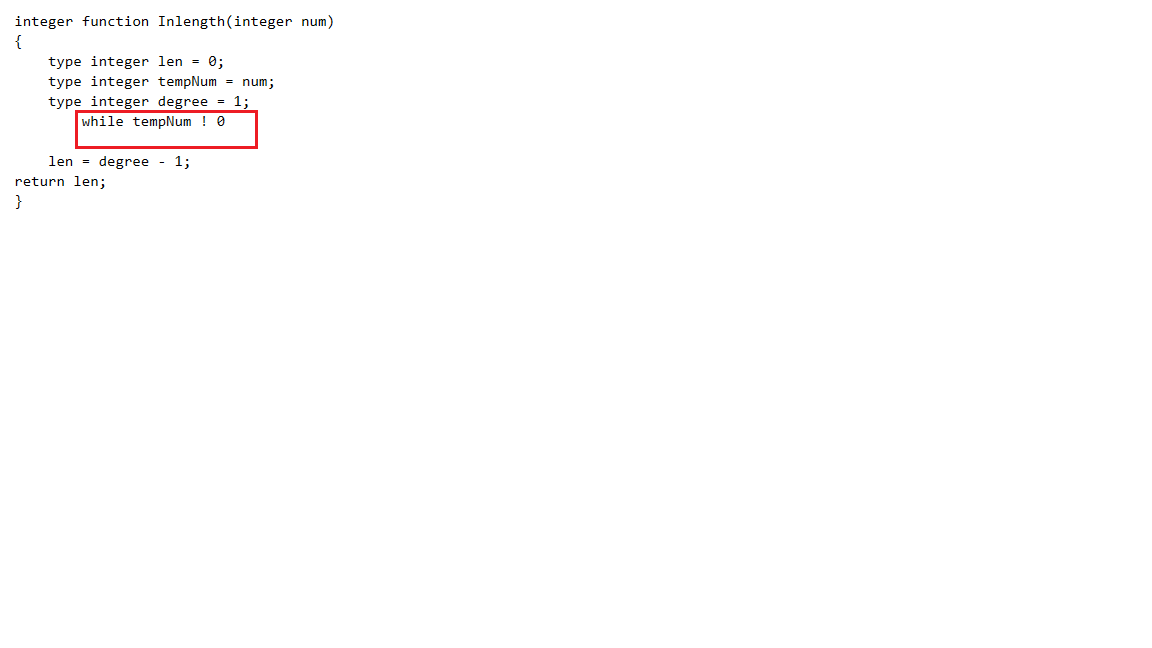 integer function Inlength(integer num)
{
    type integer len = 0;
    type integer tempNum = num;
    type integer degree = 1;
        while tempNum ! 0
    len = degree - 1;
return len;
}